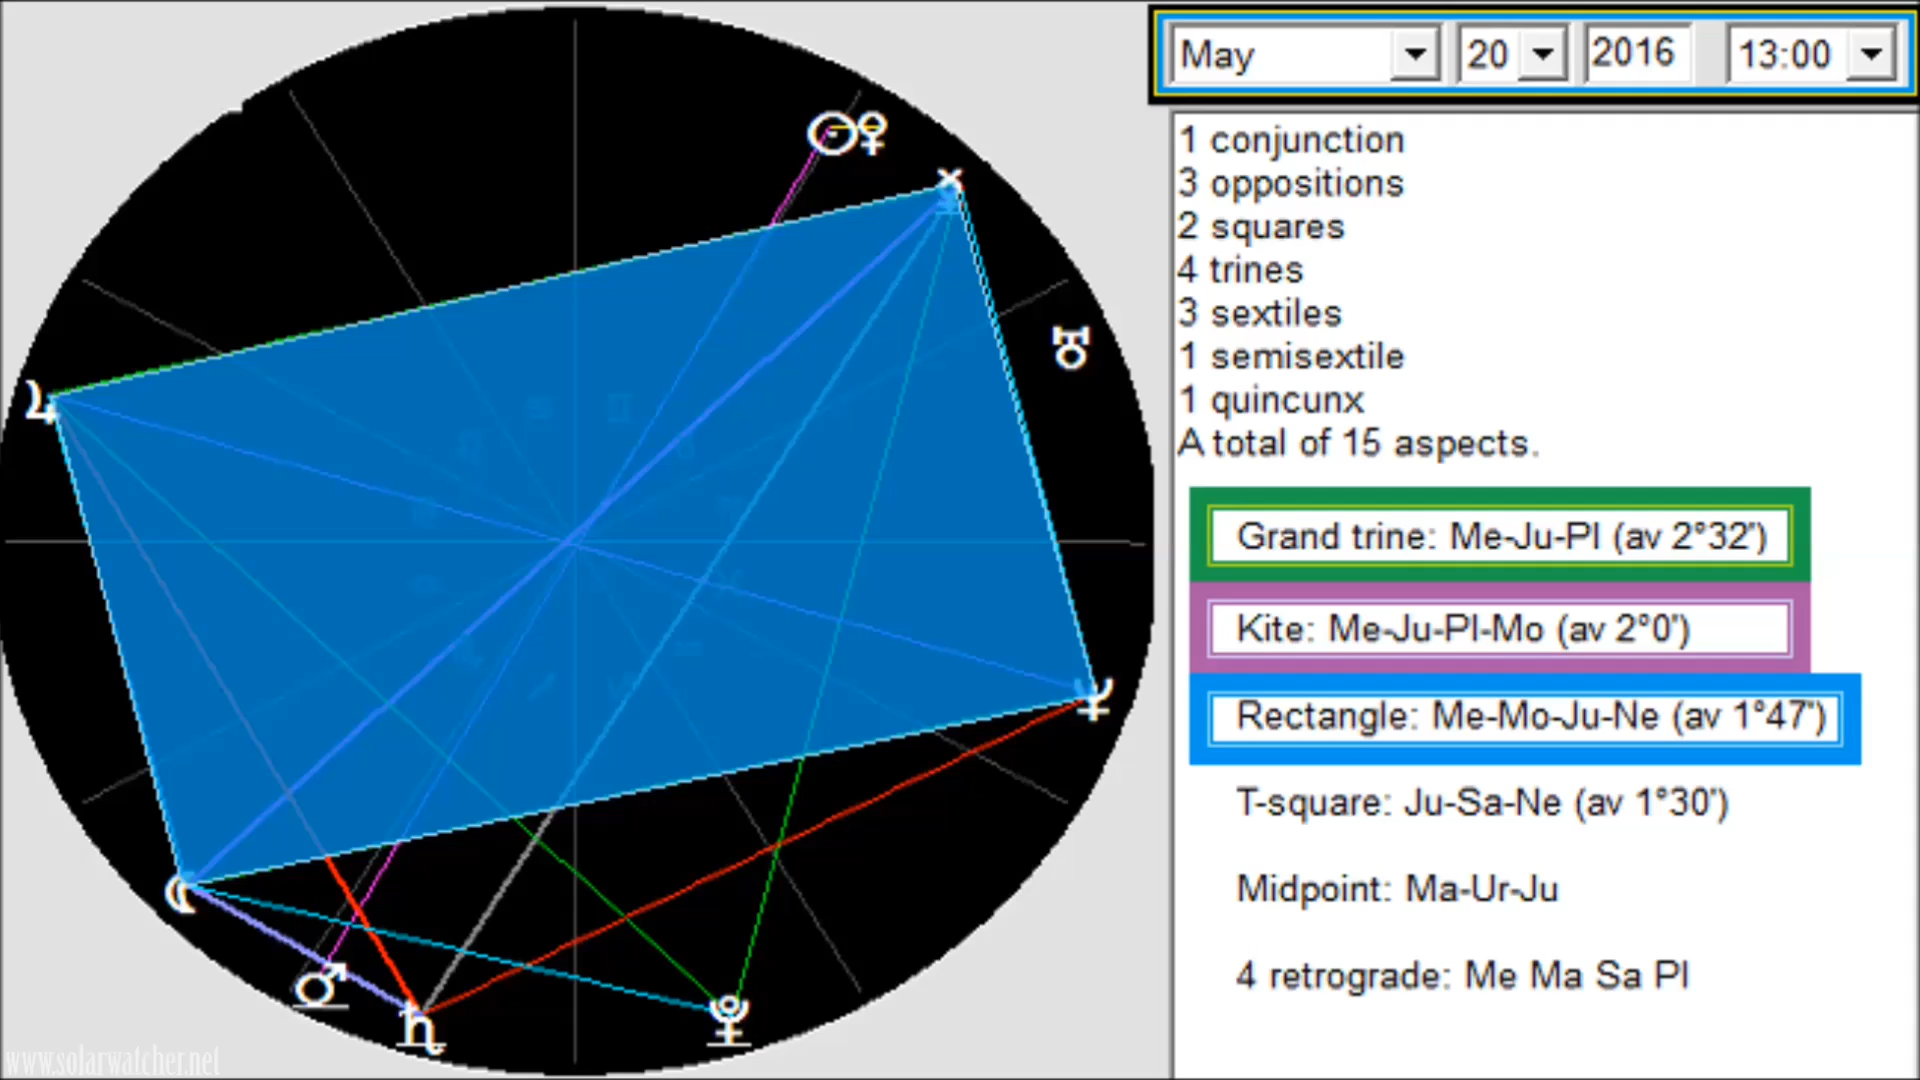 May 20 2016 13:00
1 conjunction
3 oppositions
2 squares
4 trines
3 sextiles
1 semisextile
1 quincunx
A total of 15 aspects.
Grand trine: Me-Ju-Pl (av 2°32')
Kite: Me-Ju-Pl-Mo (av 2°0')
Rectangle: Me-Mo-Ju-Ne (av 1°47')
T-square: Ju-Sa-Ne (av 1°30')
Midpoint: Ma-Ur-Ju
4 retrograde: Me Ma Sa Pl
www.solarwatcher.net